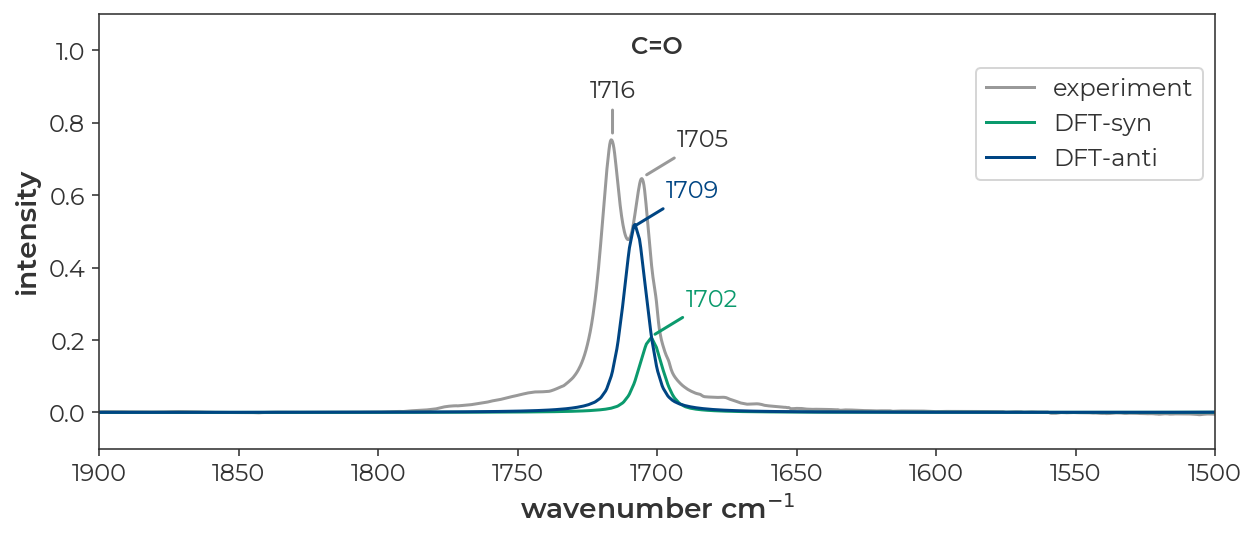 C=O
1716
1705
1709
1702
experiment
DFT-syn
DFT-anti
intensity
1.0
0.8
0.6
0.4
0.2
0.0
1900 1850 1800 1750 1700 1650 1600 1550 1500
wavenumber cm⁻¹